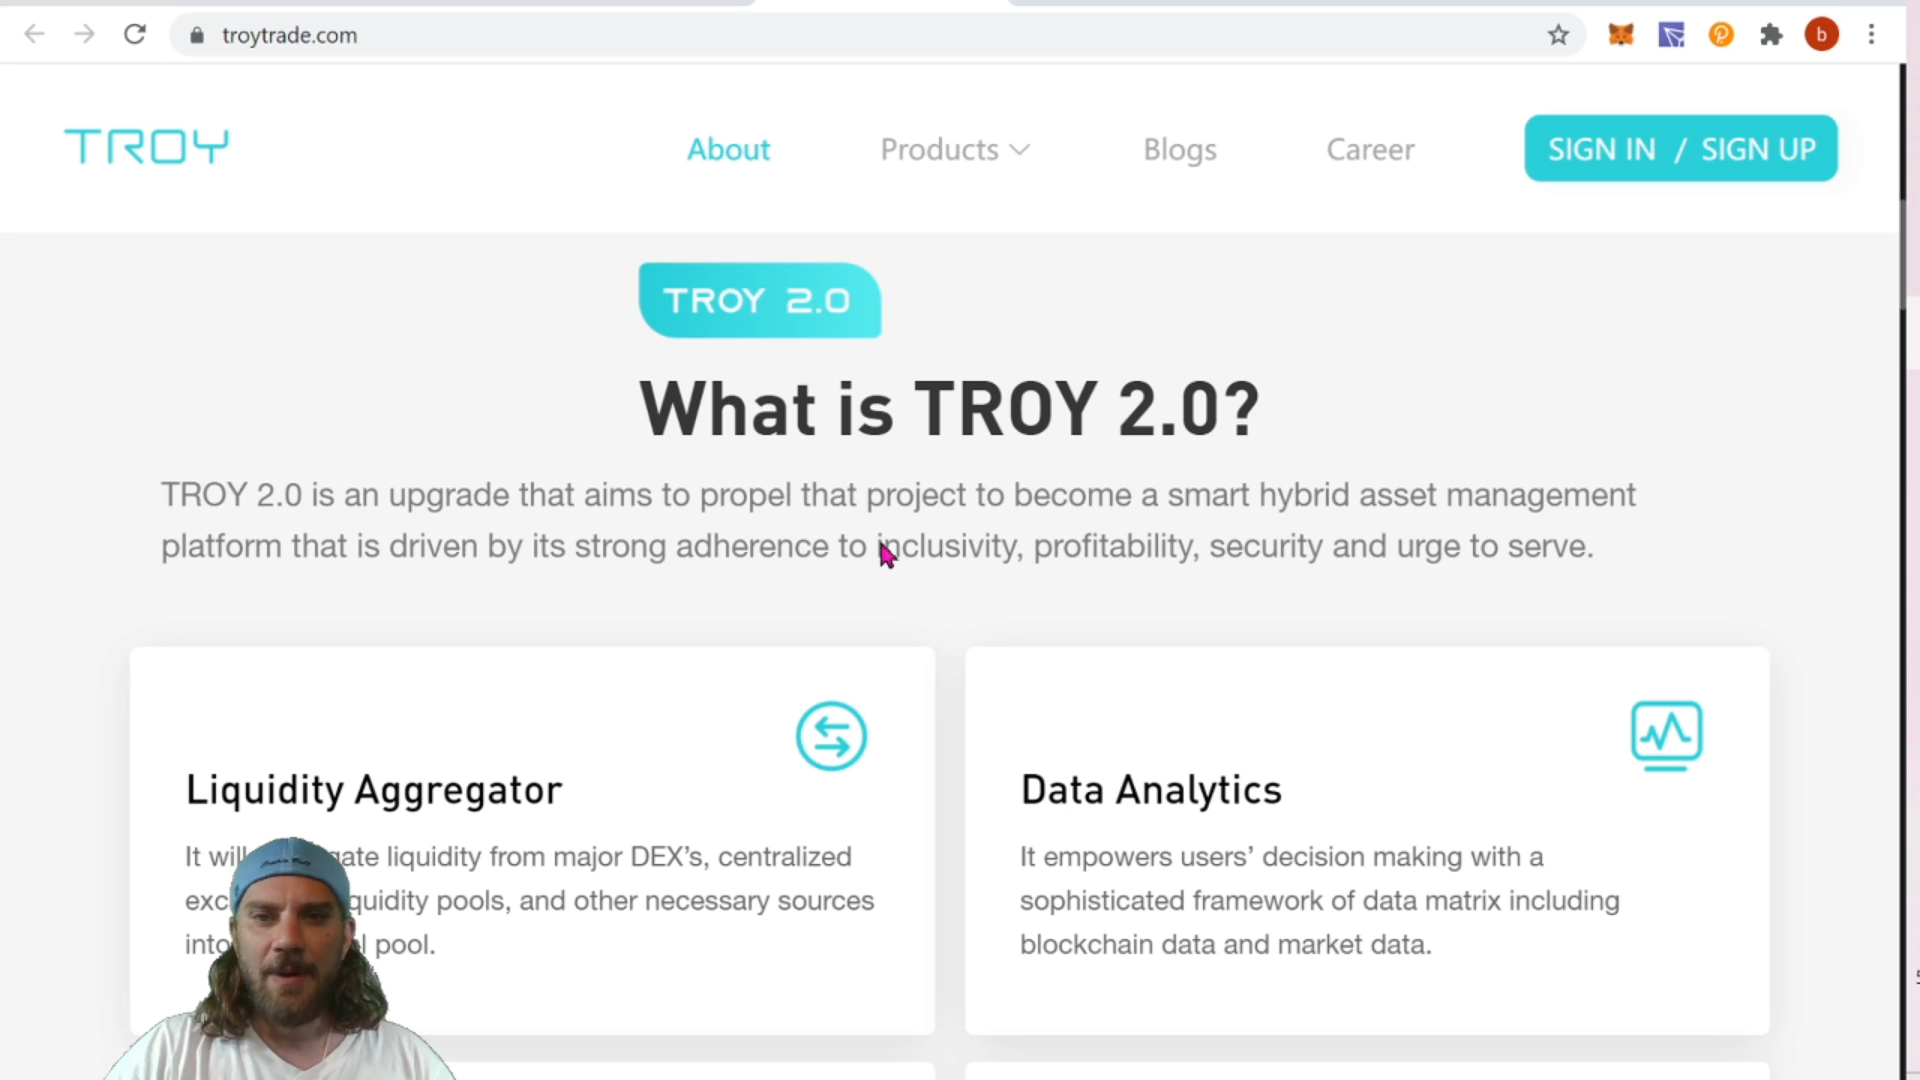 troytrade.com
b
TROY
About
Products
Blogs
Career
SIGN IN / SIGN UP
TROY 2.0
What is TROY 2.0?
TROY 2.0 is an upgrade that aims to propel that project to become a smart hybrid asset management
platform that is driven by its strong adherence to inclusivity, profitability, security and urge to serve.
Liquidity Aggregator
It will gate liquidity from major DEX’s, centralized
exc quidity pools, and other necessary sources
into l pool.
Data Analytics
It empowers users’ decision making with a
sophisticated framework of data matrix including
blockchain data and market data.